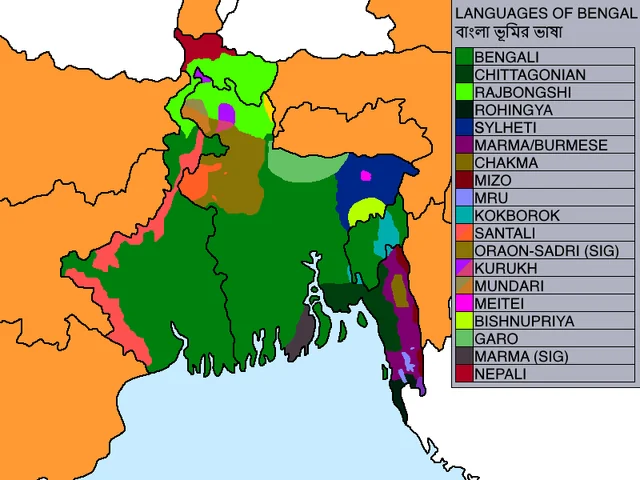 LANGUAGES OF BENGAL
বাংলা ভূমির ভাষা
BENGALI
CHITTAGONIAN
RAJBONGSHI
ROHINGYA
SYLHETI
MARMA/BURMESE
CHAKMA
MIZO
MRU
KOKBOROK
SANTALI
ORAON-SADRI (SIG)
KURUKH
MUNDARI
MEITEI
BISHNUPRIYA
GARO
MARMA (SIG)
NEPALI